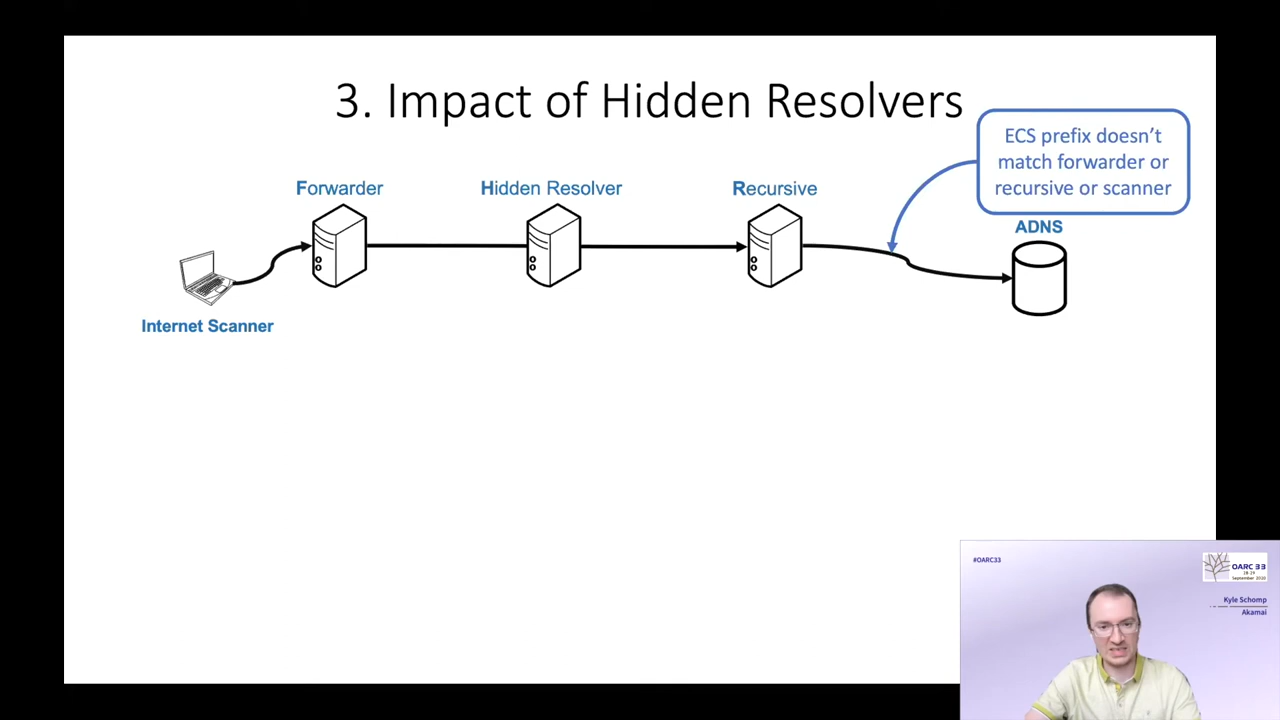 3. Impact of Hidden Resolvers
ECS prefix doesn't
match forwarder or
recursive or scanner
Forwarder
Hidden Resolver
Recursive
ADNS
Internet Scanner
#OARC33
OARC 33
September 2020
Kyle Schomp
Akamai